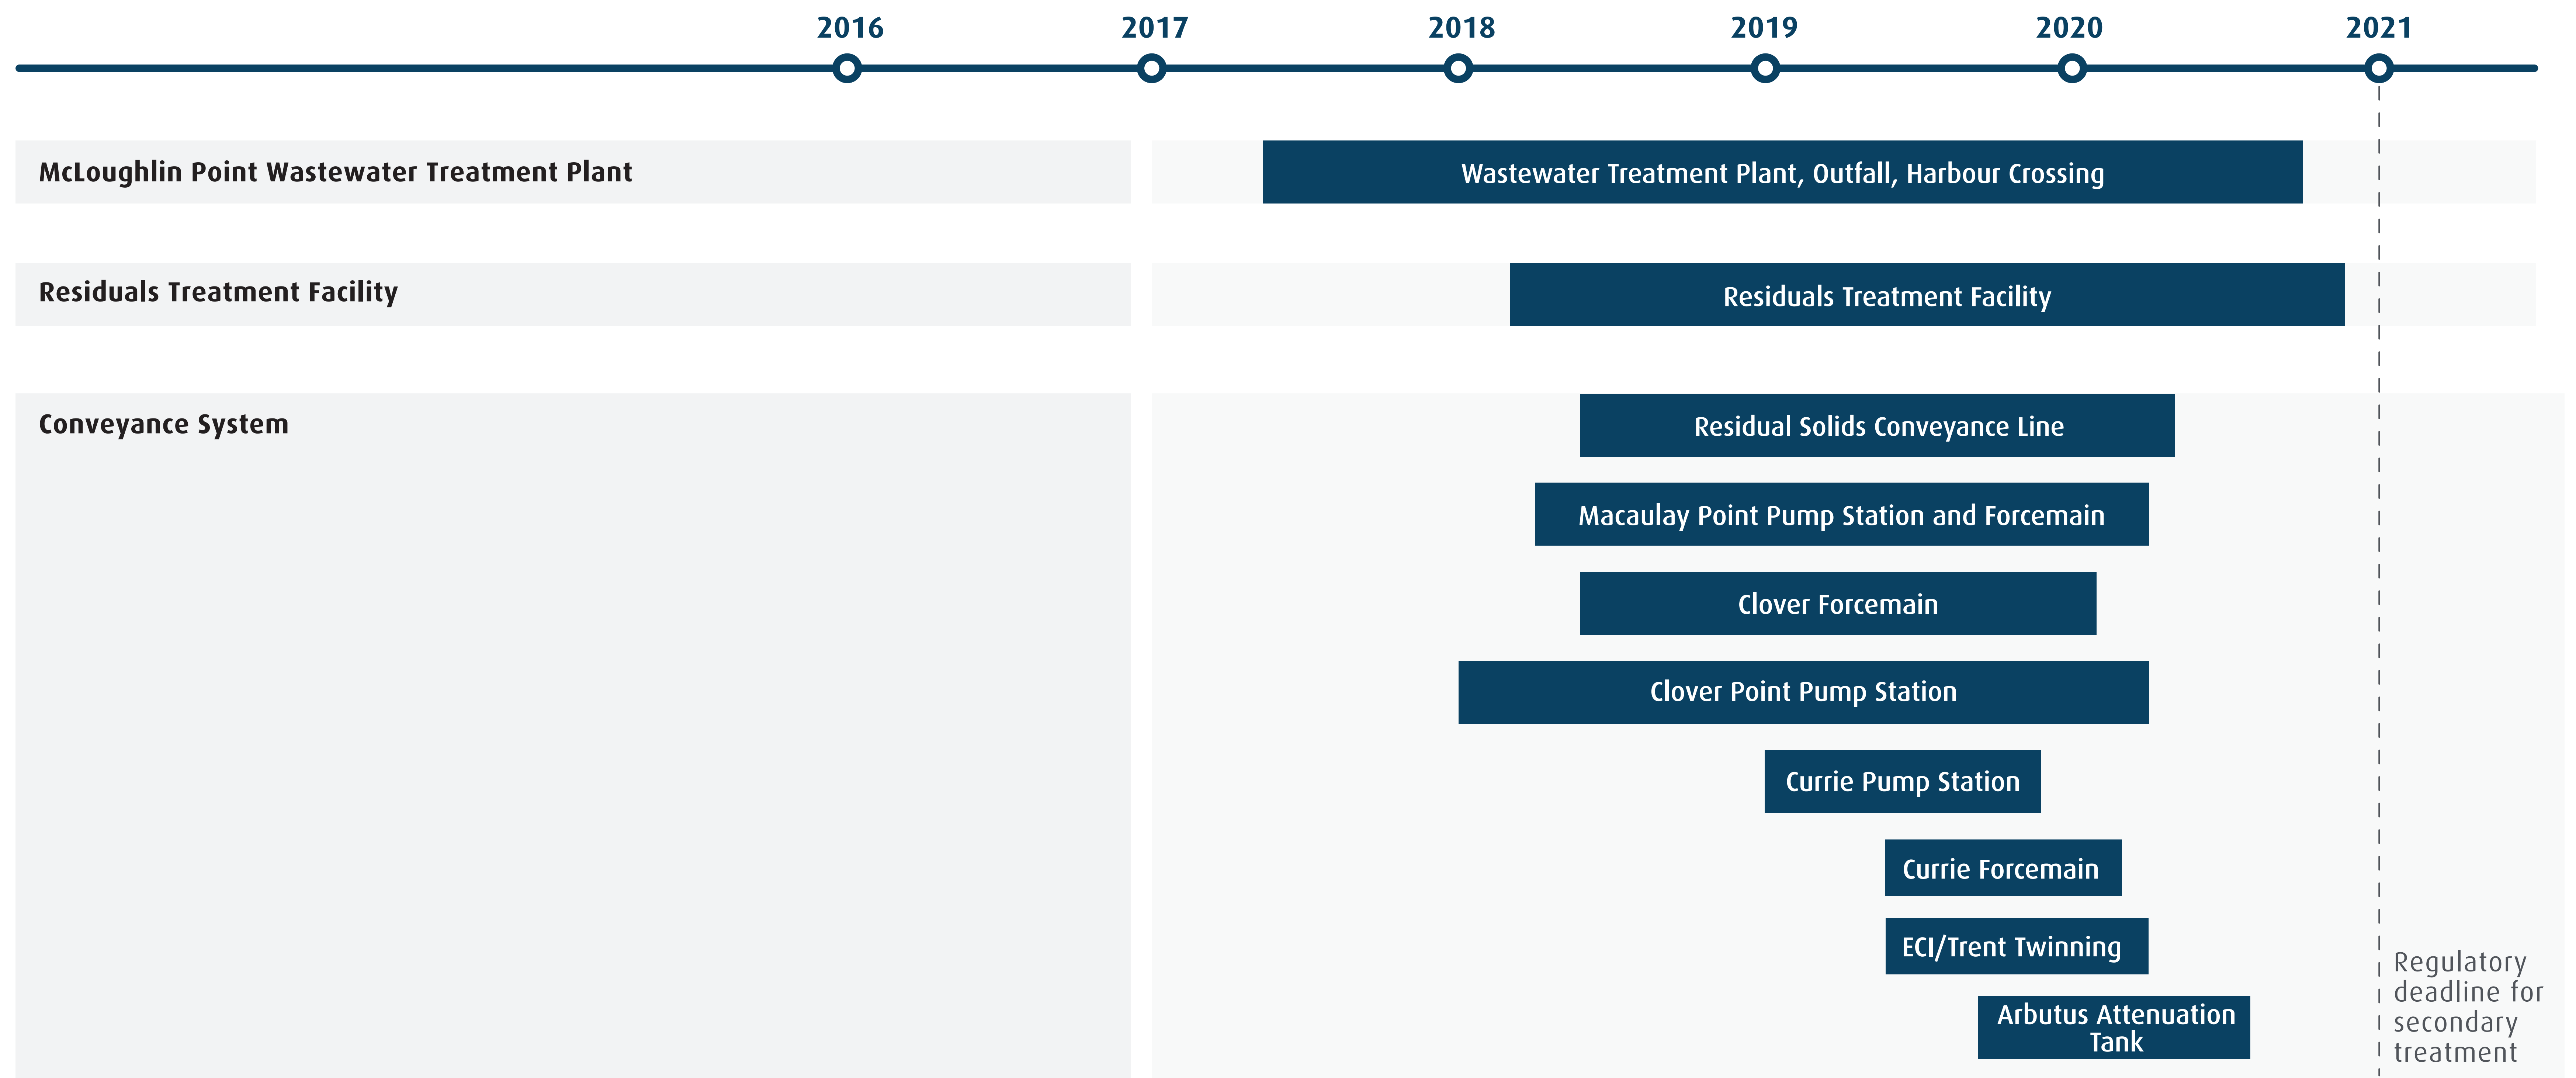 2016 2017 2018 2019 2020 2021
McLoughlin Point Wastewater Treatment Plant
Wastewater Treatment Plant, Outfall, Harbour Crossing
Residuals Treatment Facility
Residuals Treatment Facility
Conveyance System
Residual Solids Conveyance Line
Macaulay Point Pump Station and Forcemain
Clover Forcemain
Clover Point Pump Station
Currie Pump Station
Currie Forcemain
ECI/Trent Twinning
Arbutus Attenuation
Tank
Regulatory
deadline for
secondary
treatment